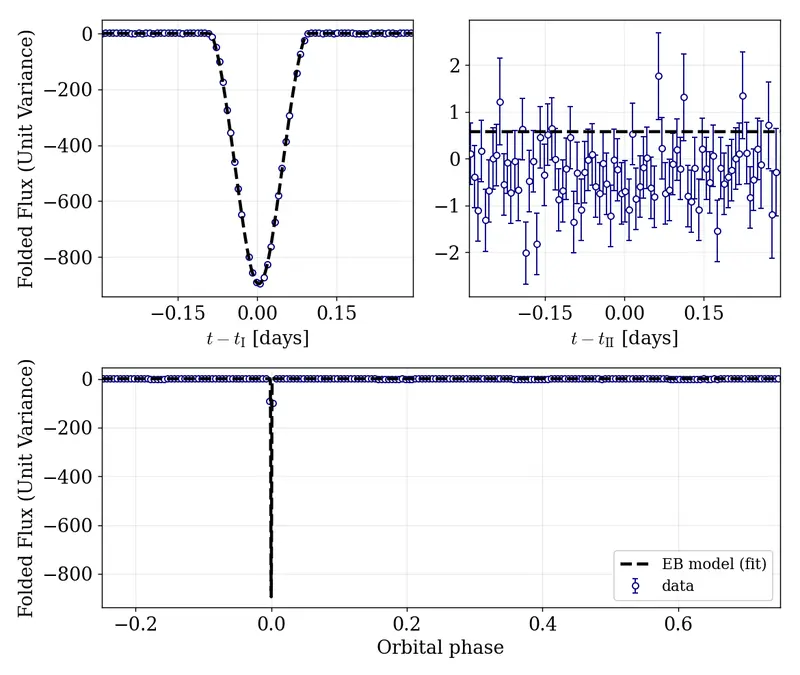 Folded Flux (Unit Variance)
0
−200
−400
−600
−800
−0.15 0.00 0.15
t − t_I [days]
2
1
0
−1
−2
−0.15 0.00 0.15
t − t_II [days]
Folded Flux (Unit Variance)
0
−200
−400
−600
−800
EB model (fit)
data
−0.2 0.0 0.2 0.4 0.6
Orbital phase